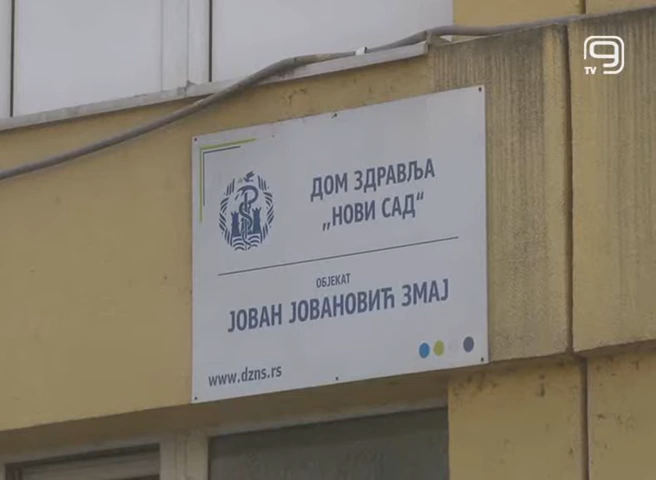 9
TV
ДОМ ЗДРАВЉА
„НОВИ САД“
ОБЈЕКАТ
ЈОВАН ЈОВАНОВИЋ ЗМАЈ
www.dzns.rs